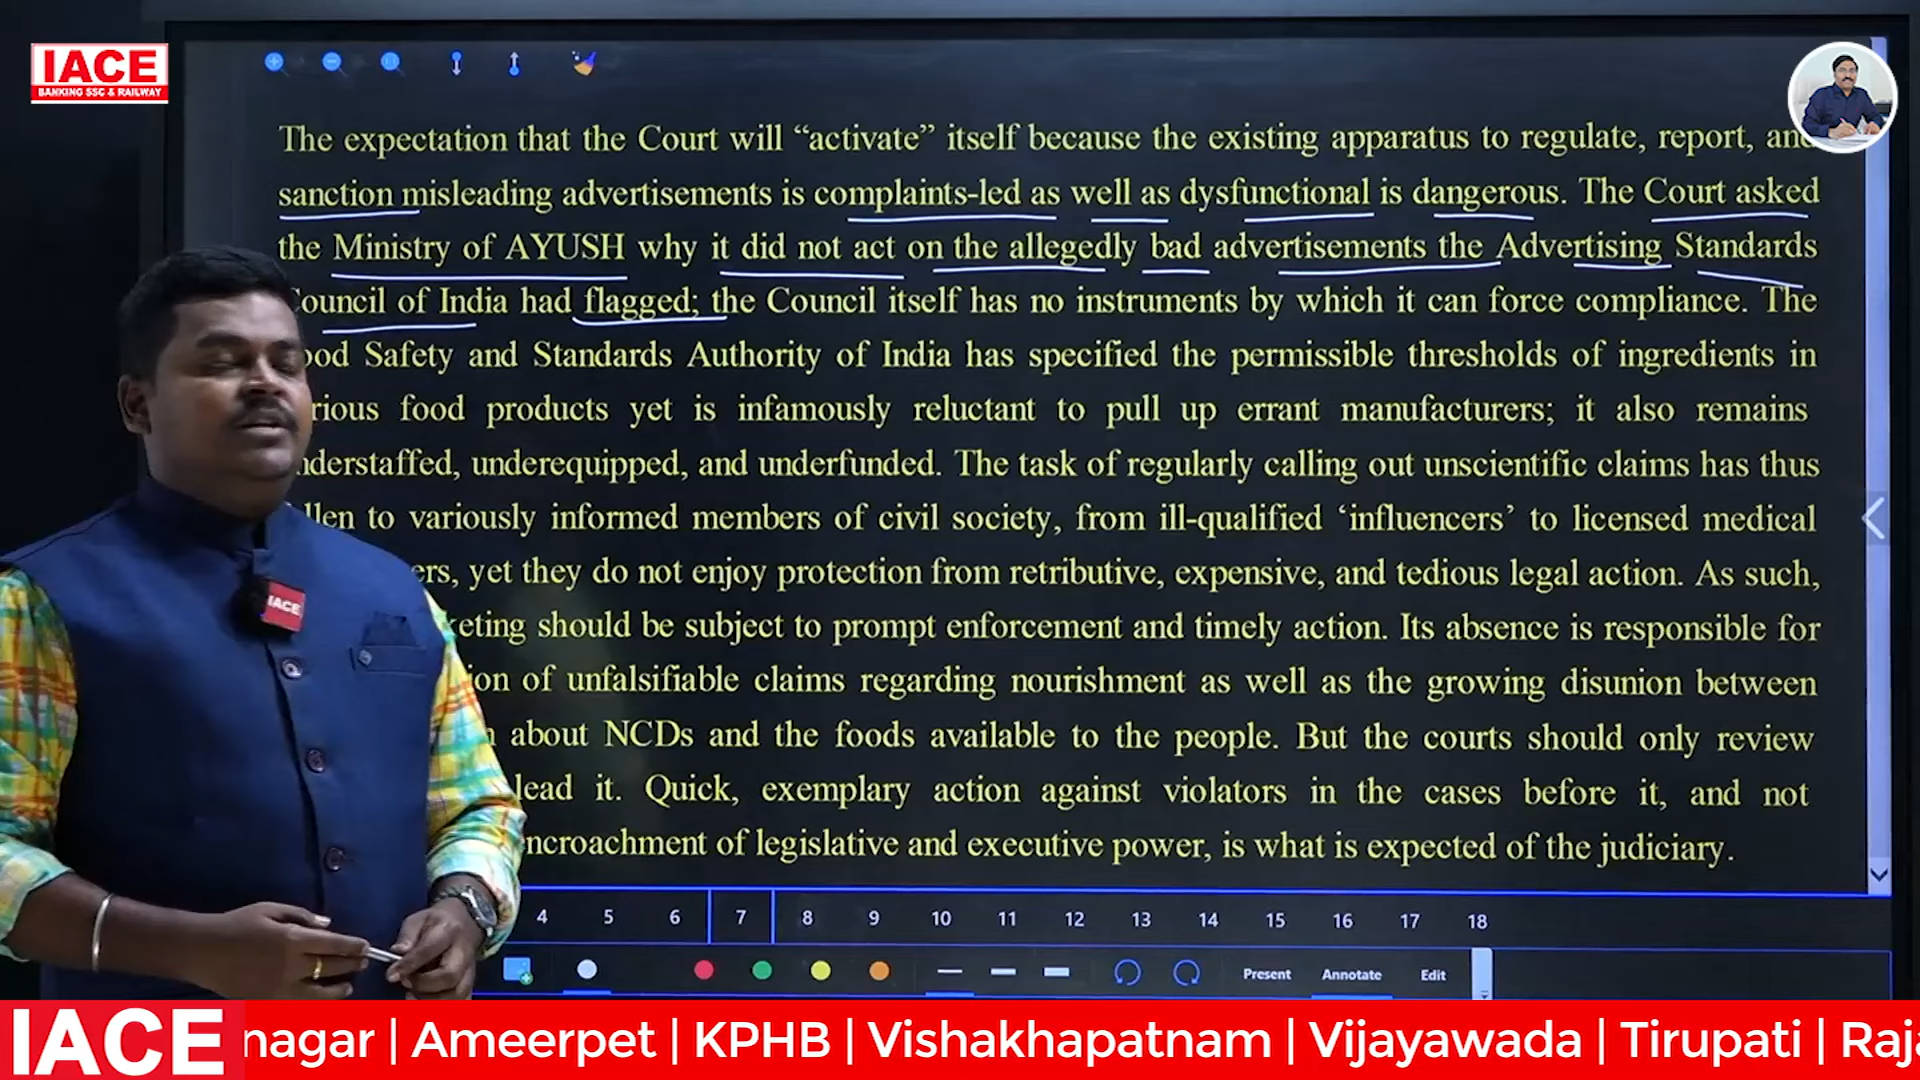 IACE
BANKING SSC & RAILWAY
The expectation that the Court will “activate” itself because the existing apparatus to regulate, report, and
sanction misleading advertisements is complaints-led as well as dysfunctional is dangerous. The Court asked
the Ministry of AYUSH why it did not act on the allegedly bad advertisements the Advertising Standards
Council of India had flagged; the Council itself has no instruments by which it can force compliance. The
Food Safety and Standards Authority of India has specified the permissible thresholds of ingredients in
various food products yet is infamously reluctant to pull up errant manufacturers; it also remains
understaffed, underequipped, and underfunded. The task of regularly calling out unscientific claims has thus
fallen to variously informed members of civil society, from ill-qualified ‘influencers’ to licensed medical
ers, yet they do not enjoy protection from retributive, expensive, and tedious legal action. As such,
keting should be subject to prompt enforcement and timely action. Its absence is responsible for
ion of unfalsifiable claims regarding nourishment as well as the growing disunion between
about NCDs and the foods available to the people. But the courts should only review
lead it. Quick, exemplary action against violators in the cases before it, and not
encroachment of legislative and executive power, is what is expected of the judiciary.
IACE
4 5 6 7 8 9 10 11 12 13 14 15 16 17 18
Present Annotate Edit
IACE nagar | Ameerpet | KPHB | Vishakhapatnam | Vijayawada | Tirupati | Raja